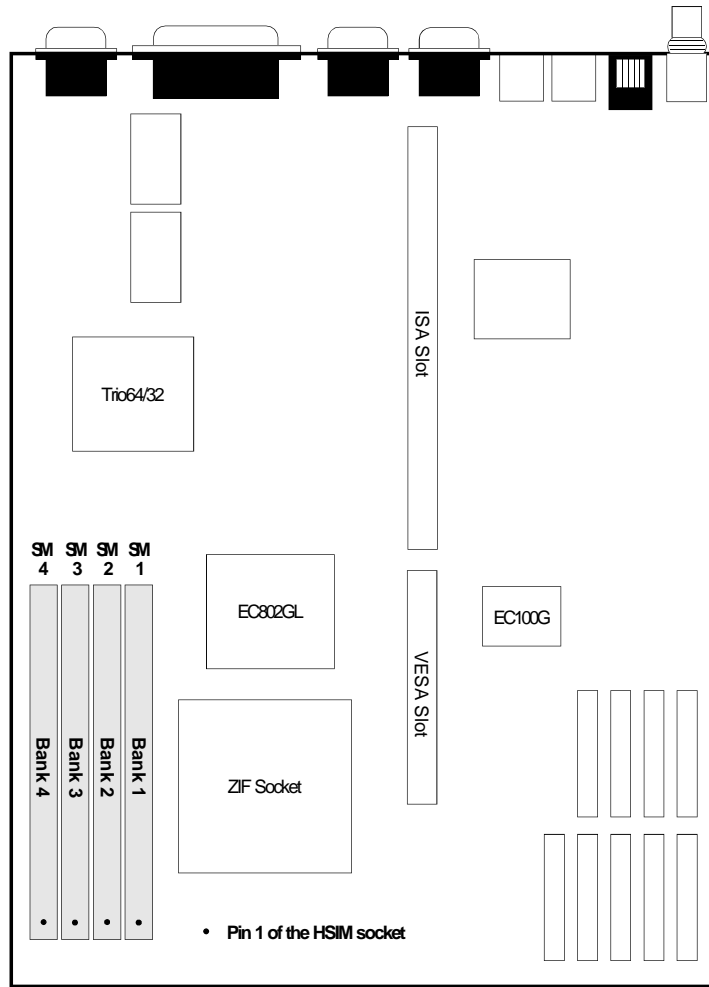 ISA Slot
Trio64/32
SM 4
SM 3
SM 2
SM 1
EC802GL
EC100G
VESA Slot
Bank 4
Bank 3
Bank 2
Bank 1
ZIF Socket
• Pin 1 of the HSIM socket